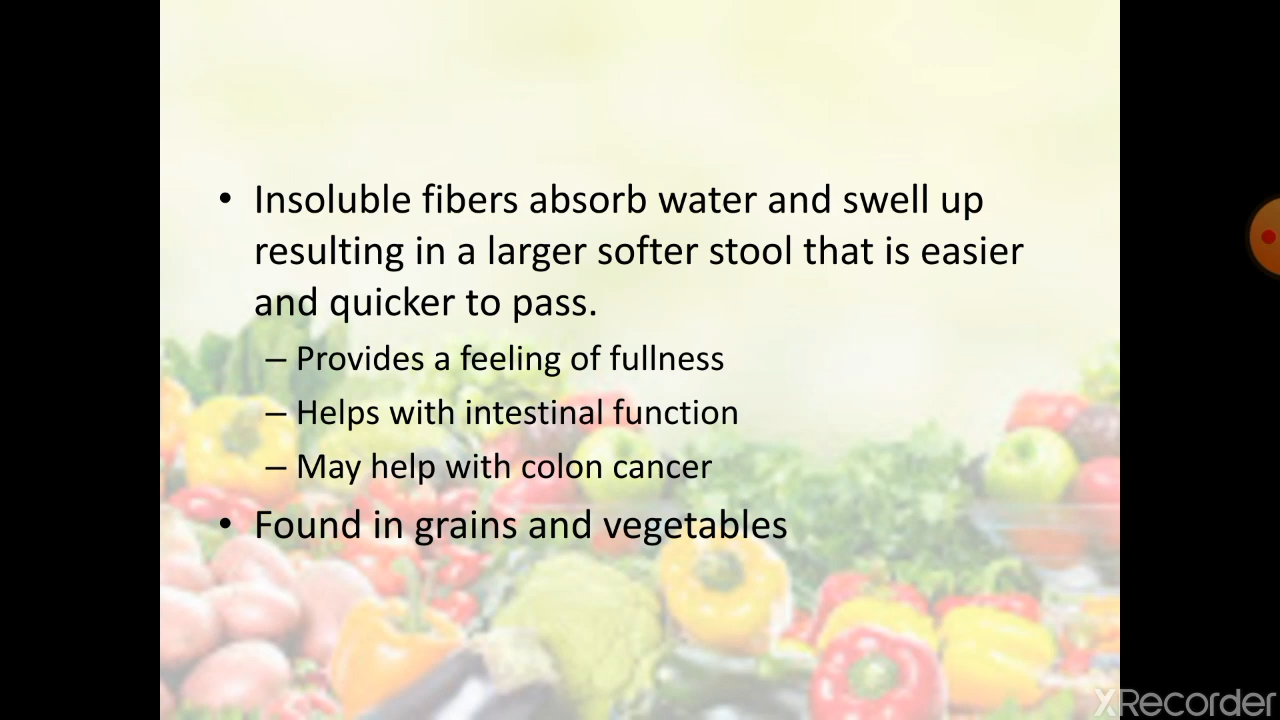 • Insoluble fibers absorb water and swell up
resulting in a larger softer stool that is easier
and quicker to pass.
– Provides a feeling of fullness
– Helps with intestinal function
– May help with colon cancer
• Found in grains and vegetables
XRecorder